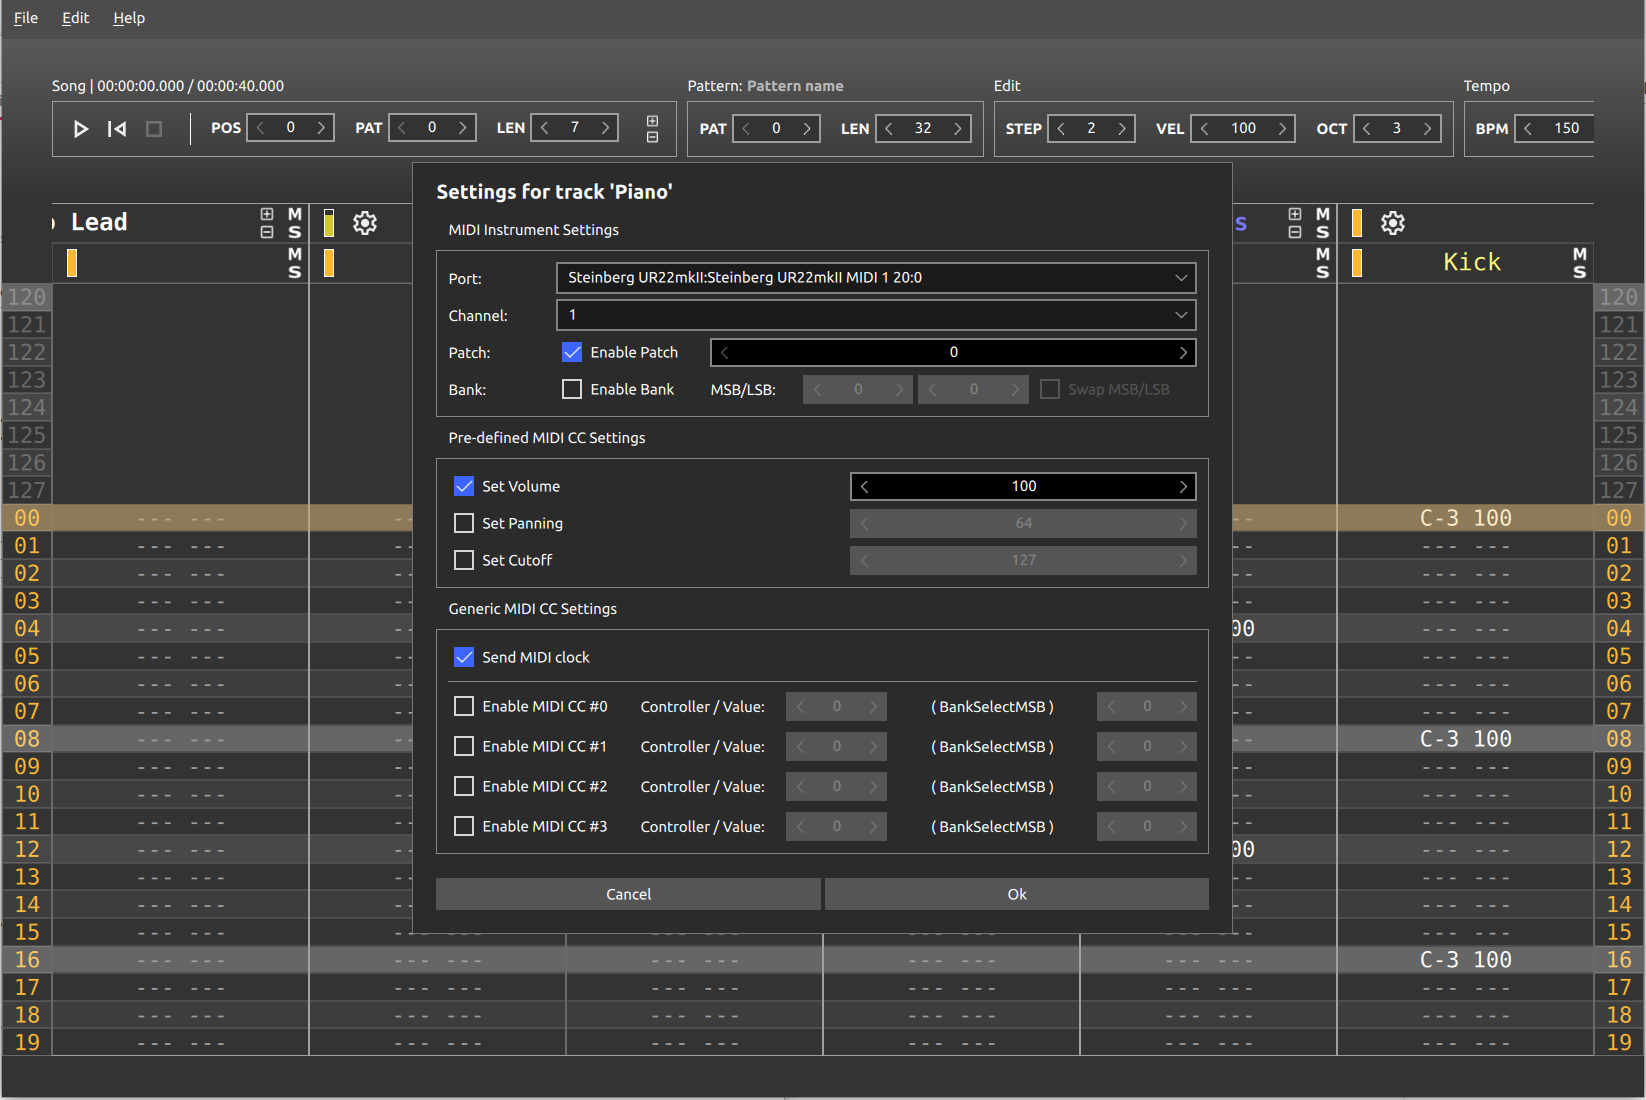 File Edit Help
Song | 00:00:00.000 / 00:00:40.000 Pattern: Pattern name Edit Tempo
POS 0 PAT 0 LEN 7 PAT 0 LEN 32 STEP 2 VEL 100 OCT 3 BPM 150
Lead M S S M S
M S M S Kick M S
Settings for track 'Piano'
MIDI Instrument Settings
Port: Steinberg UR22mkII:Steinberg UR22mkII MIDI 1 20:0
Channel: 1
Patch: Enable Patch 0
Bank: Enable Bank MSB/LSB: 0 0 Swap MSB/LSB
Pre-defined MIDI CC Settings
Set Volume 100
Set Panning 64
Set Cutoff 127
Generic MIDI CC Settings
Send MIDI clock
Enable MIDI CC #0 Controller / Value: 0 ( BankSelectMSB ) 0
Enable MIDI CC #1 Controller / Value: 0 ( BankSelectMSB ) 0
Enable MIDI CC #2 Controller / Value: 0 ( BankSelectMSB ) 0
Enable MIDI CC #3 Controller / Value: 0 ( BankSelectMSB ) 0
Cancel Ok
120 120
121 121
122 122
123 123
124 124
125 125
126 126
127 127
00 --- --- -- -- C-3 100 00
01 --- --- -- -- --- --- 01
02 --- --- -- -- --- --- 02
03 --- --- -- -- --- --- 03
04 --- --- -- 00 --- --- 04
05 --- --- -- -- --- --- 05
06 --- --- -- -- --- --- 06
07 --- --- -- -- --- --- 07
08 --- --- -- -- C-3 100 08
09 --- --- -- -- --- --- 09
10 --- --- -- -- --- --- 10
11 --- --- -- -- --- --- 11
12 --- --- -- 00 --- --- 12
13 --- --- -- -- --- --- 13
14 --- --- -- -- --- --- 14
15 --- --- --- --- --- --- --- --- --- --- --- --- 15
16 --- --- --- --- --- --- --- --- --- --- C-3 100 16
17 --- --- --- --- --- --- --- --- --- --- --- --- 17
18 --- --- --- --- --- --- --- --- --- --- --- --- 18
19 --- --- --- --- --- --- --- --- --- --- --- --- 19